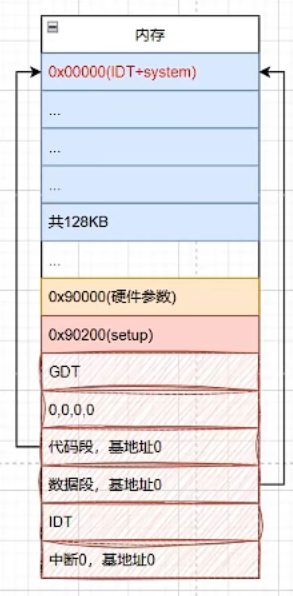 内存
0x00000(IDT+system)
...
...
...
共128KB
...
0x90000(硬件参数)
0x90200(setup)
GDT
0,0,0,0
代码段，基地址0
数据段，基地址0
IDT
中断0，基地址0